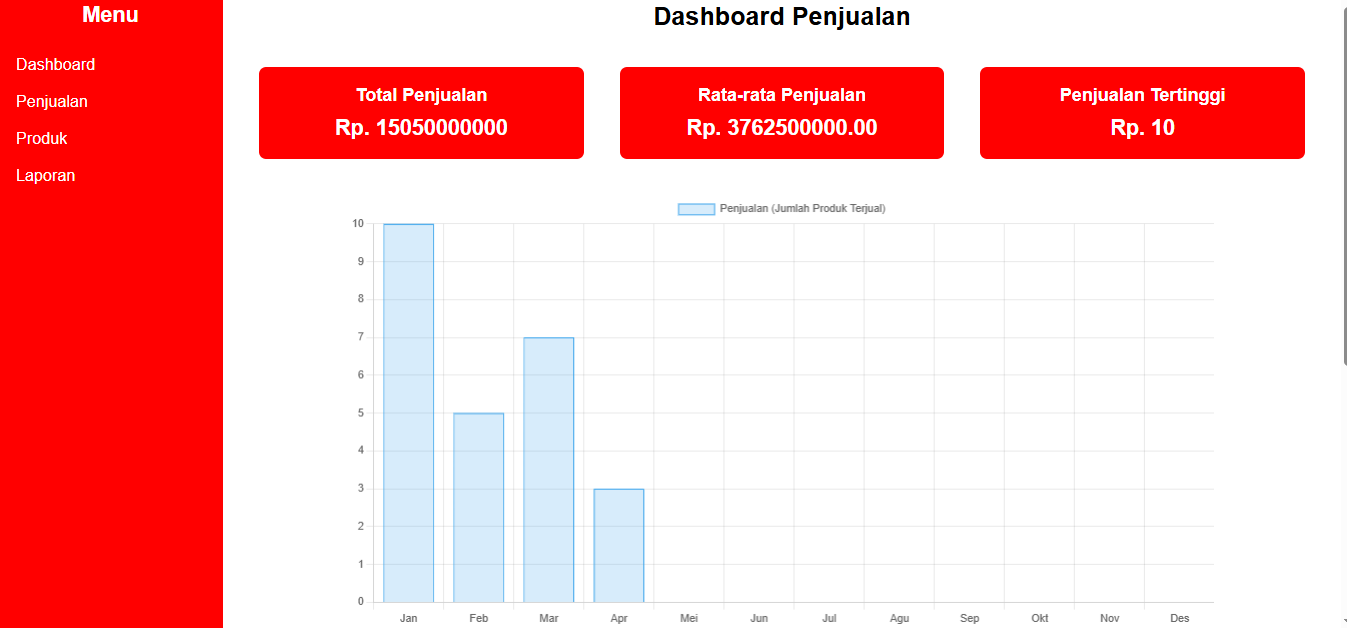 Menu
Dashboard
Penjualan
Produk
Laporan
Dashboard Penjualan
Total Penjualan
Rp. 15050000000
Rata-rata Penjualan
Rp. 3762500000.00
Penjualan Tertinggi
Rp. 10
Penjualan (Jumlah Produk Terjual)
10
9
8
7
6
5
4
3
2
1
0
Jan Feb Mar Apr Mei Jun Jul Agu Sep Okt Nov Des